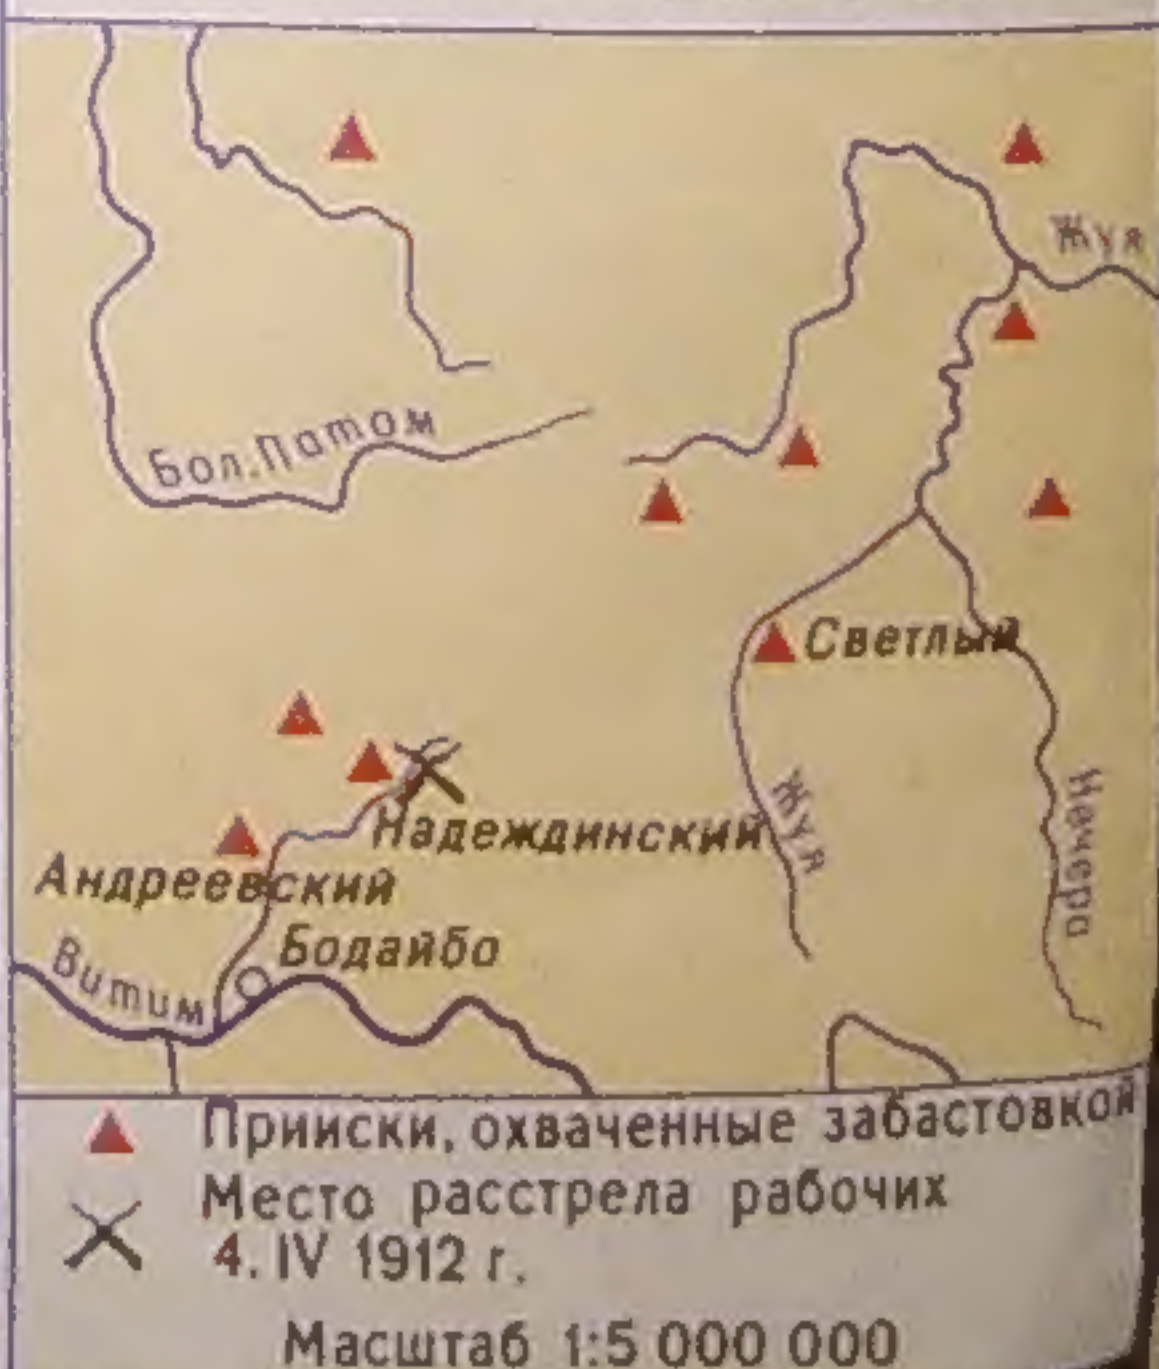 Жуя
Бол. Патом
Светлый
Жуя
Нечера
Надеждинский
Андреевский
Бодайбо
Витим
Прииски, охваченные забастовкой
Место расстрела рабочих
4. IV 1912 г.
Масштаб 1:5 000 000